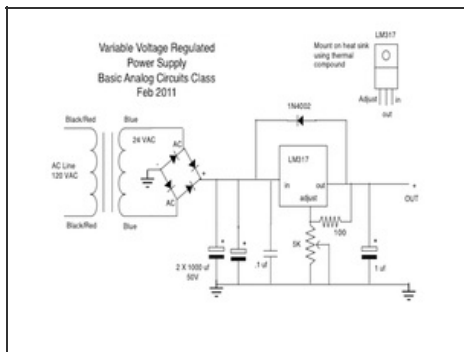 Variable Voltage Regulated
Power Supply
Basic Analog Circuits Class
Feb 2011
Mount on heat sink
using thermal
compound
LM317
Adjust
in
out
1N4002
Black/Red
Blue
24 VAC
AC
LM317
AC Line
120 VAC
-
+
in
out
adjust
+
OUT
AC
100
Black/Red
Blue
5K
+
+
+
2 X 1000 uf
50V
.1 uf
1 uf